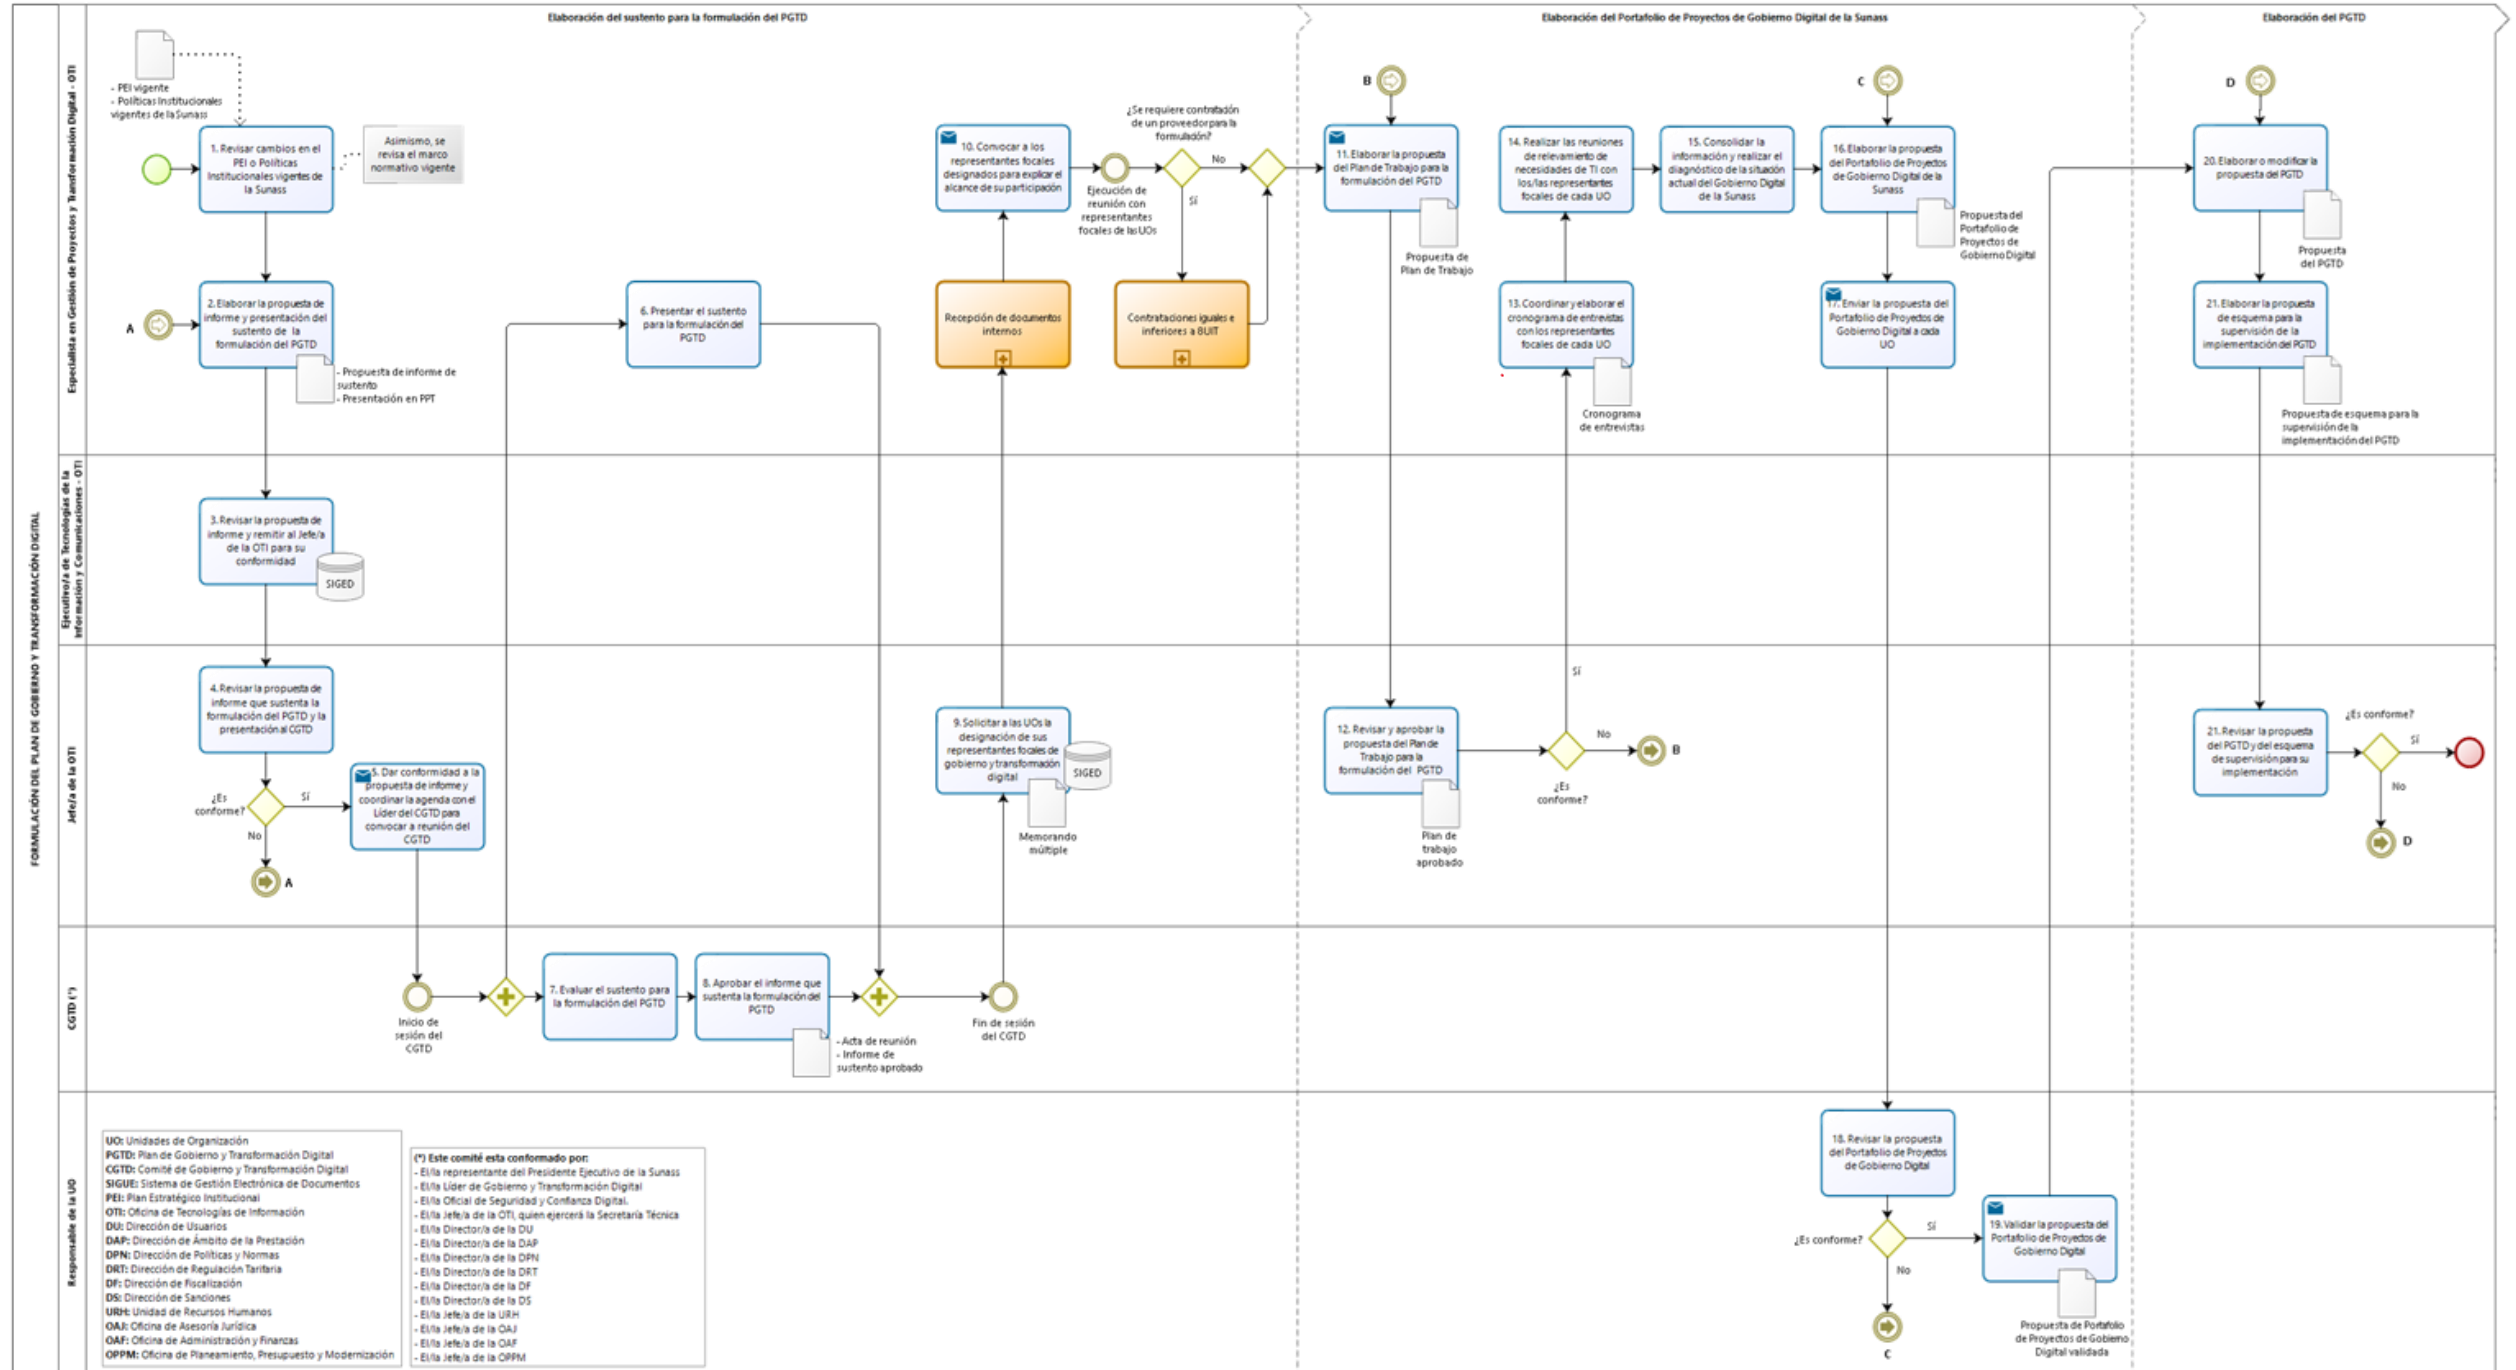 FORMULACIÓN DEL PLAN DE GOBIERNO Y TRANSFORMACIÓN DIGITAL
Elaboración del sustento para la formulación del PGTD
Elaboración del Portafolio de Proyectos de Gobierno Digital de la Sunass
Elaboración del PGTD
Especialista en Gestión de Proyectos y Transformación Digital - OTI
- PEI vigente
- Políticas Institucionales
vigentes de la Sunass
1. Revisar cambios en el
PEI o Políticas
Institucionales vigentes de
la Sunass
Asimismo, se
revisa el marco
normativo vigente
A
2. Elaborar la propuesta de
informe y presentación del
sustento de la
formulación del PGTD
- Propuesta de informe de
sustento
- Presentación en PPT
6. Presentar el sustento
para la formulación del
PGTD
10. Convocar a los
representantes focales
designados para explicar el
alcance de su participación
Recepción de documentos
internos
Ejecución de
reunión con
representantes
focales de las UOs
¿Se requiere contratación
de un proveedor para la
formulación?
No
Sí
Contrataciones iguales e
inferiores a 8UIT
B
11. Elaborar la propuesta
del Plan de Trabajo para la
formulación del PGTD
Propuesta de
Plan de Trabajo
14. Realizar las reuniones
de relevamiento de
necesidades de TI con
los/las representantes
focales de cada UO
13. Coordinar y elaborar el
cronograma de entrevistas
con los representantes
focales de cada UO
Cronograma
de entrevistas
15. Consolidar la
información y realizar el
diagnóstico de la situación
actual del Gobierno Digital
de la Sunass
C
16. Elaborar la propuesta
del Portafolio de Proyectos
de Gobierno Digital de la
Sunass
Propuesta del
Portafolio de
Proyectos de
Gobierno Digital
17. Enviar la propuesta del
Portafolio de Proyectos de
Gobierno Digital a cada
UO
D
20. Elaborar o modificar la
propuesta del PGTD
Propuesta
del PGTD
21. Elaborar la propuesta
de esquema para la
supervisión de la
implementación del PGTD
Propuesta de esquema para la
supervisión de la
implementación del PGTD
Ejecutivo/a de Tecnologías de la
Información y Comunicaciones - OTI
3. Revisar la propuesta de
informe y remitir al Jefe/a
de la OTI para su
conformidad
SIGED
Jefe/a de la OTI
4. Revisar la propuesta de
informe que sustenta la
formulación del PGTD y la
presentación al CGTD
¿Es
conforme?
Sí
No
A
5. Dar conformidad a la
propuesta de informe y
coordinar la agenda con el
Líder del CGTD para
convocar a reunión del
CGTD
9. Solicitar a las UOs la
designación de sus
representantes focales de
gobierno y transformación
digital
SIGED
Memorando
múltiple
12. Revisar y aprobar la
propuesta del Plan de
Trabajo para la
formulación del PGTD
Plan de
trabajo
aprobado
Sí
No
B
¿Es
conforme?
21. Revisar la propuesta
del PGTD y del esquema
de supervisión para su
implementación
¿Es conforme?
Sí
No
D
CGTD (*)
Inicio de
sesión del
CGTD
7. Evaluar el sustento para
la formulación del PGTD
8. Aprobar el informe que
sustenta la formulación del
PGTD
- Acta de reunión
- Informe de
sustento aprobado
Fin de sesión
del CGTD
Responsable de la UO
UO: Unidades de Organización
PGTD: Plan de Gobierno y Transformación Digital
CGTD: Comité de Gobierno y Transformación Digital
SIGUE: Sistema de Gestión Electrónica de Documentos
PEI: Plan Estratégico Institucional
OTI: Oficina de Tecnologías de Información
DU: Dirección de Usuarios
DAP: Dirección de Ámbito de la Prestación
DPN: Dirección de Políticas y Normas
DRT: Dirección de Regulación Tarifaria
DF: Dirección de Fiscalización
DS: Dirección de Sanciones
URH: Unidad de Recursos Humanos
OAJ: Oficina de Asesoría Jurídica
OAF: Oficina de Administración y Finanzas
OPPM: Oficina de Planeamiento, Presupuesto y Modernización
(*) Este comité esta conformado por:
- El/la representante del Presidente Ejecutivo de la Sunass
- El/la Líder de Gobierno y Transformación Digital
- El/la Oficial de Seguridad y Confianza Digital.
- El/la Jefe/a de la OTI, quien ejercerá la Secretaría Técnica
- El/la Director/a de la DU
- El/la Director/a de la DAP
- El/la Director/a de la DPN
- El/la Director/a de la DRT
- El/la Director/a de la DF
- El/la Director/a de la DS
- El/la Jefe/a de la URH
- El/la Jefe/a de la OAJ
- El/la Jefe/a de la OAF
- El/la Jefe/a de la OPPM
18. Revisar la propuesta
del Portafolio de Proyectos
de Gobierno Digital
¿Es conforme?
Sí
No
C
19. Validar la propuesta del
Portafolio de Proyectos de
Gobierno Digital
Propuesta de Portafolio
de Proyectos de Gobierno
Digital validada